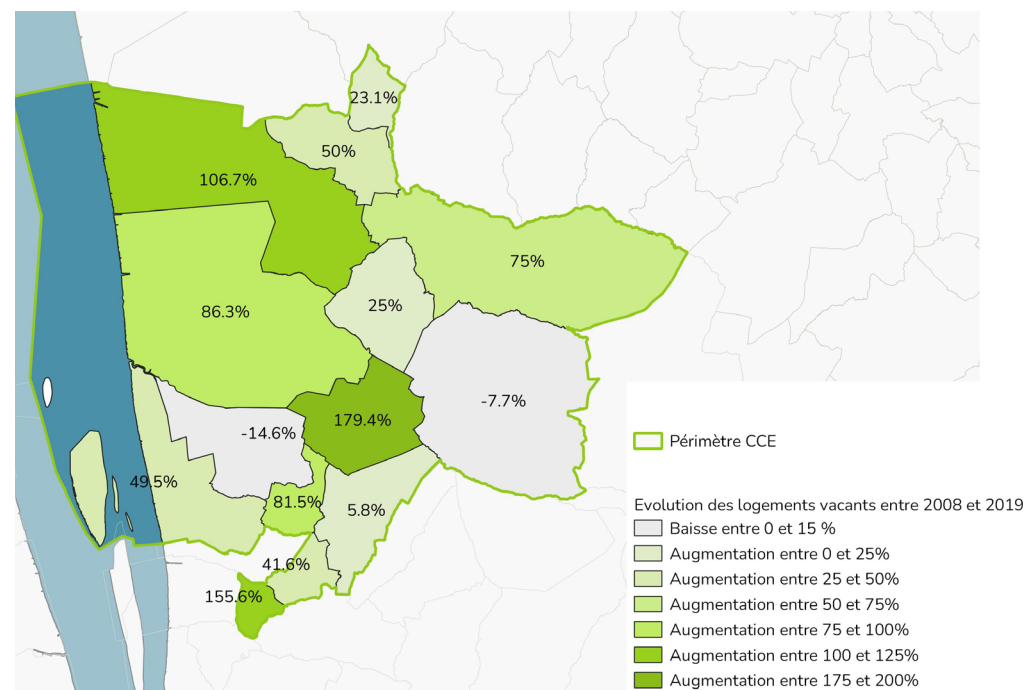 23.1%
50%
106.7%
75%
25%
86.3%
-7.7%
179.4%
-14.6%
49.5%
81.5%
5.8%
41.6%
155.6%
Périmètre CCE
Evolution des logements vacants entre 2008 et 2019
Baisse entre 0 et 15 %
Augmentation entre 0 et 25%
Augmentation entre 25 et 50%
Augmentation entre 50 et 75%
Augmentation entre 75 et 100%
Augmentation entre 100 et 125%
Augmentation entre 175 et 200%